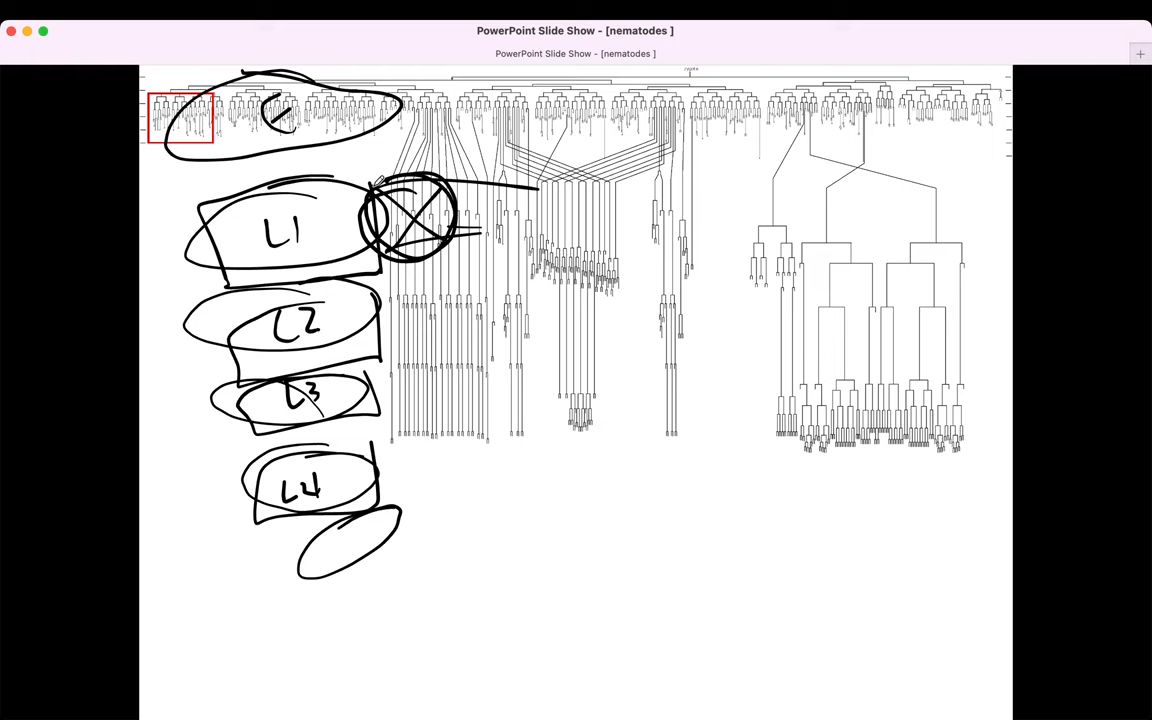 PowerPoint Slide Show - [nematodes ]
PowerPoint Slide Show - [nematodes ]
L1
L2
L3
L4